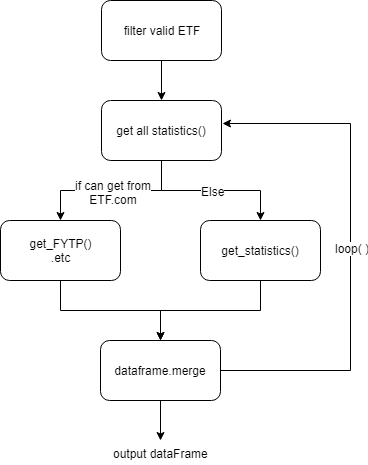 filter valid ETF
get all statistics()
if can get from
ETF.com
Else
get_FYTP()
.etc
get_statistics()
loop( )
dataframe.merge
output dataFrame